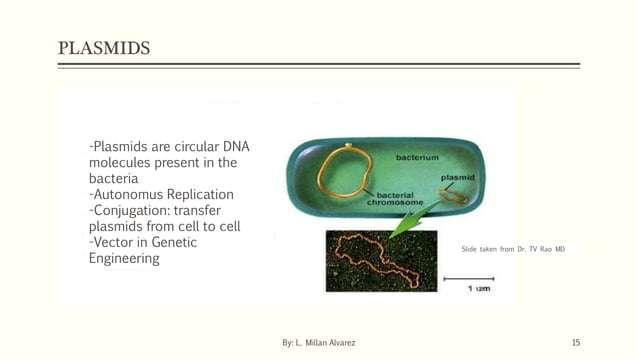 PLASMIDS
-Plasmids are circular DNA
molecules present in the
bacteria
-Autonomus Replication
-Conjugation: transfer
plasmids from cell to cell
-Vector in Genetic
Engineering
bacterium
plasmid
bacterial
chromosome
Slide taken from Dr. TV Rao MD
By: L. Millan Alvarez
15